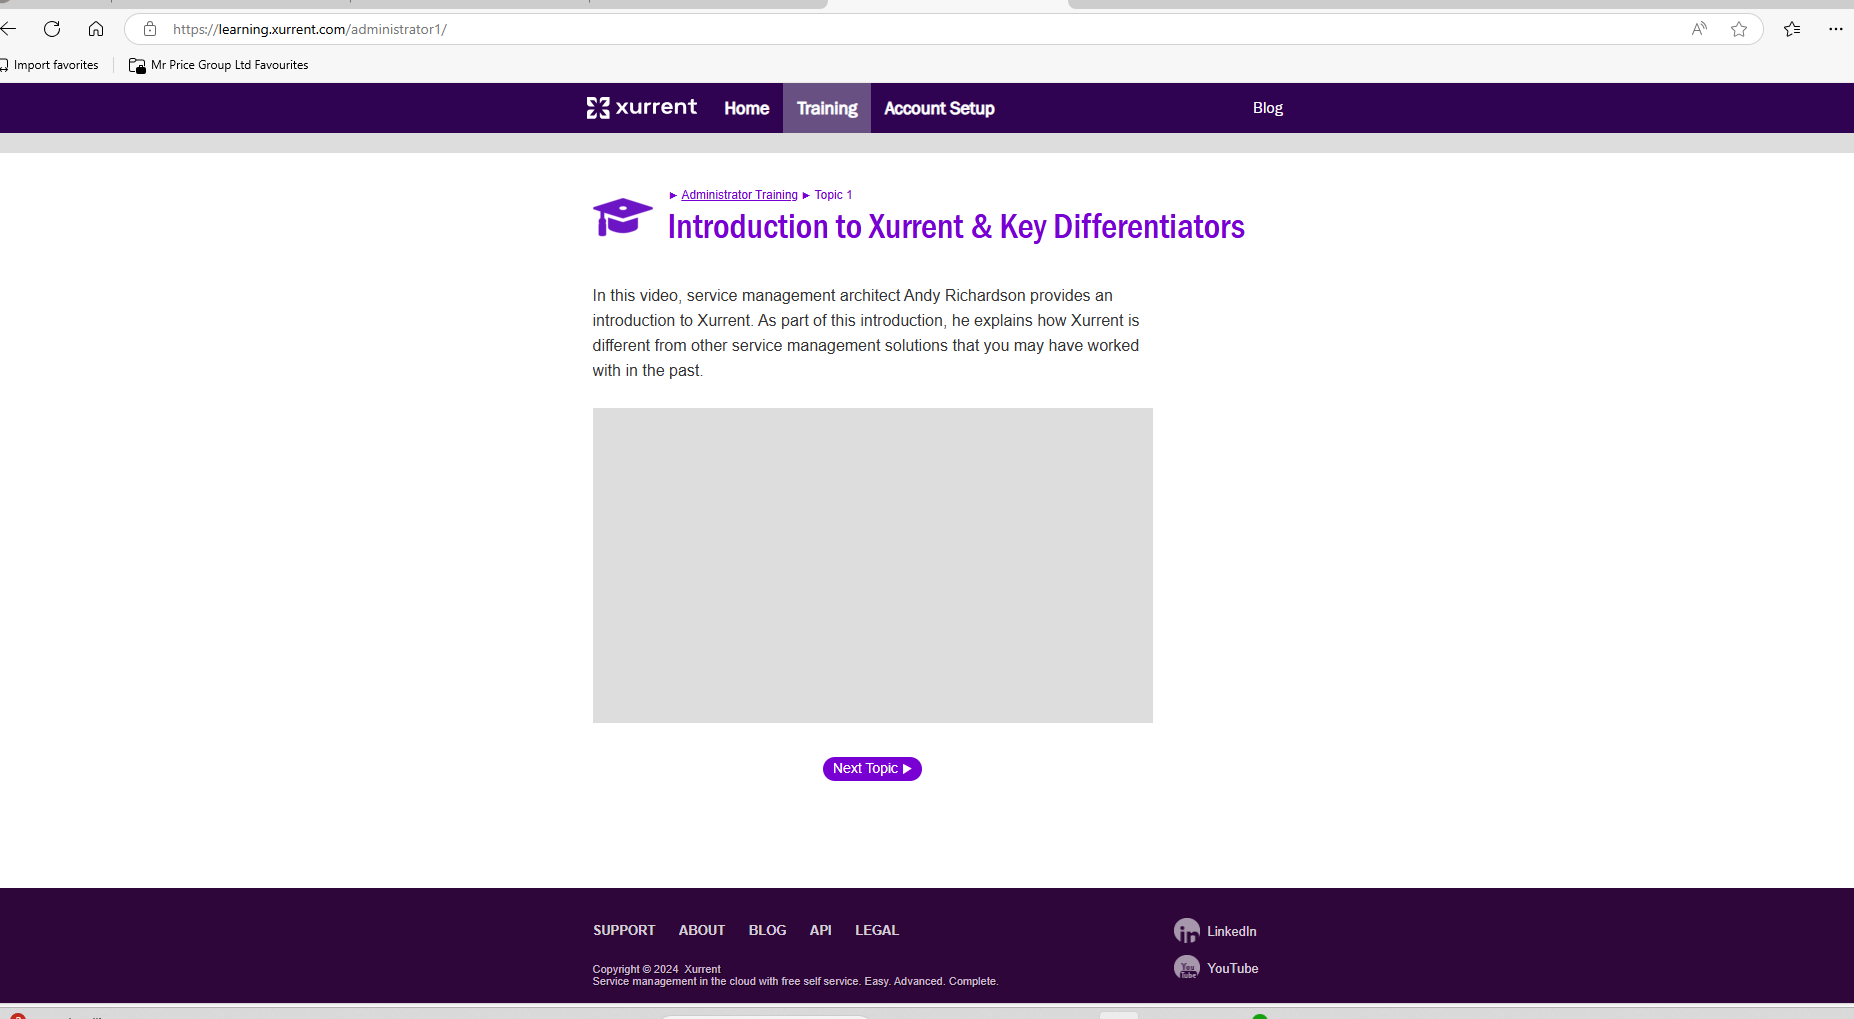 https://learning.xurrent.com/administrator1/
Import favorites
Mr Price Group Ltd Favourites
xurrent Home Training Account Setup Blog
► Administrator Training ► Topic 1
Introduction to Xurrent & Key Differentiators
In this video, service management architect Andy Richardson provides an
introduction to Xurrent. As part of this introduction, he explains how Xurrent is
different from other service management solutions that you may have worked
with in the past.
Next Topic ►
SUPPORT ABOUT BLOG API LEGAL
in LinkedIn
You Tube YouTube
Copyright © 2024 Xurrent
Service management in the cloud with free self service. Easy. Advanced. Complete.